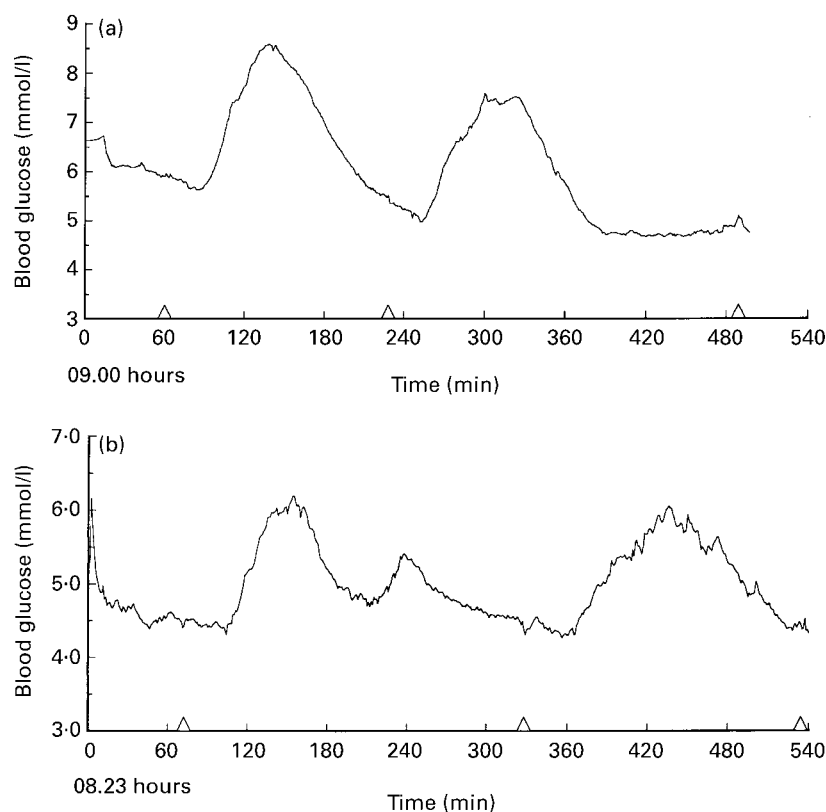 (a)
Blood glucose (mmol/l)
9
8
7
6
5
4
3
0 60 120 180 240 300 360 420 480 540
09.00 hours
Time (min)
(b)
Blood glucose (mmol/l)
7·0
6·0
5·0
4·0
3·0
0 60 120 180 240 300 360 420 480 540
08.23 hours
Time (min)